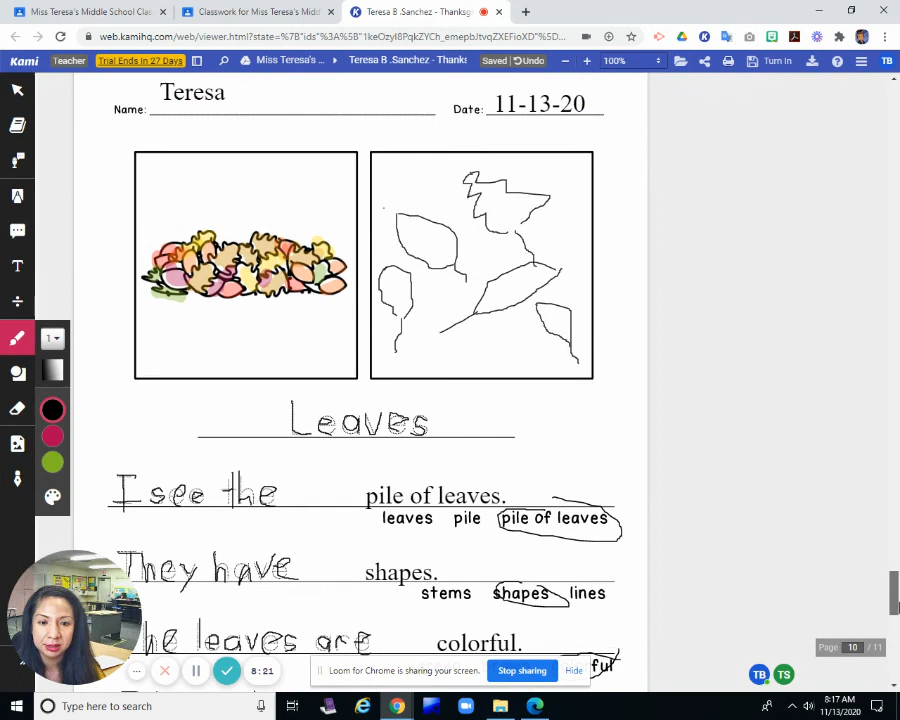 Miss Teresa's Middle School Clas
Classwork for Miss Teresa's Midd
Teresa B .Sanchez - Thanksg
web.kamihq.com/web/viewer.html?state=%7B"ids"%3A%5B"1keOzyI8PqkZYCh_emepbJtvqZXEFioXD"%5D...
Kami
Teacher
Trial Ends In 27 Days
Miss Teresa's ...
Teresa B .Sanchez - Thanks
Saved
Undo
100%
Turn In
TB
Name: Teresa
Date: 11-13-20
Leaves
I see the pile of leaves.
leaves pile pile of leaves
They have shapes.
stems shapes lines
he leaves are colorful.
ful
Page 10 / 11
8:21
Loom for Chrome is sharing your screen.
Stop sharing
Hide
TB TS
Type here to search
8:17 AM
11/13/2020